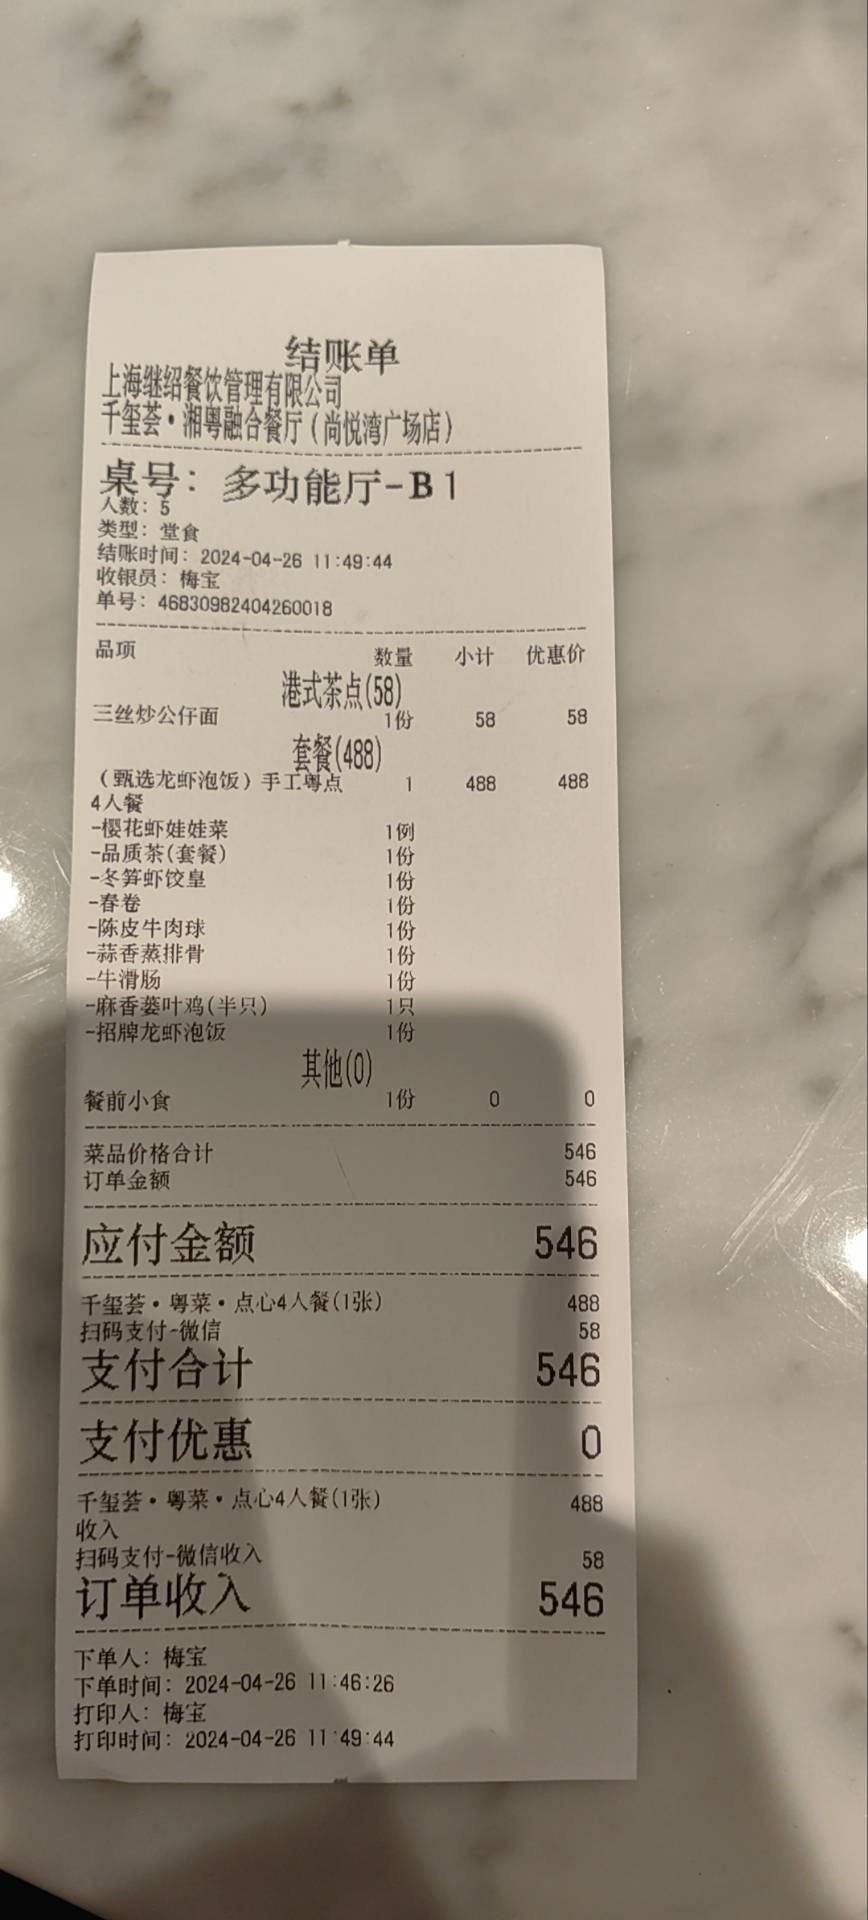 结账单
上海继绍餐饮管理有限公司
千玺荟·湘粤融合餐厅(尚悦湾广场店)
桌号: 多功能厅-B1
人数: 5
类型: 堂食
结账时间: 2024-04-26 11:49:44
收银员: 梅宝
单号: 46830982404260018
品项 数量 小计 优惠价
港式茶点(58)
三丝炒公仔面 1份 58 58
套餐(488)
(甄选龙虾泡饭)手工粤点 1 488 488
4人餐
-樱花虾娃娃菜 1例
-品质茶(套餐) 1份
-冬笋虾饺皇 1份
-春卷 1份
-陈皮牛肉球 1份
-蒜香蒸排骨 1份
-牛滑肠 1份
-麻香蒌叶鸡(半只) 1只
-招牌龙虾泡饭 1份
其他(0)
餐前小食 1份 0 0
菜品价格合计 546
订单金额 546
应付金额 546
千玺荟·粤菜·点心4人餐(1张) 488
扫码支付-微信 58
支付合计 546
支付优惠 0
千玺荟·粤菜·点心4人餐(1张) 488
收入
扫码支付-微信收入 58
订单收入 546
下单人: 梅宝
下单时间: 2024-04-26 11:46:26
打印人: 梅宝
打印时间: 2024-04-26 11:49:44